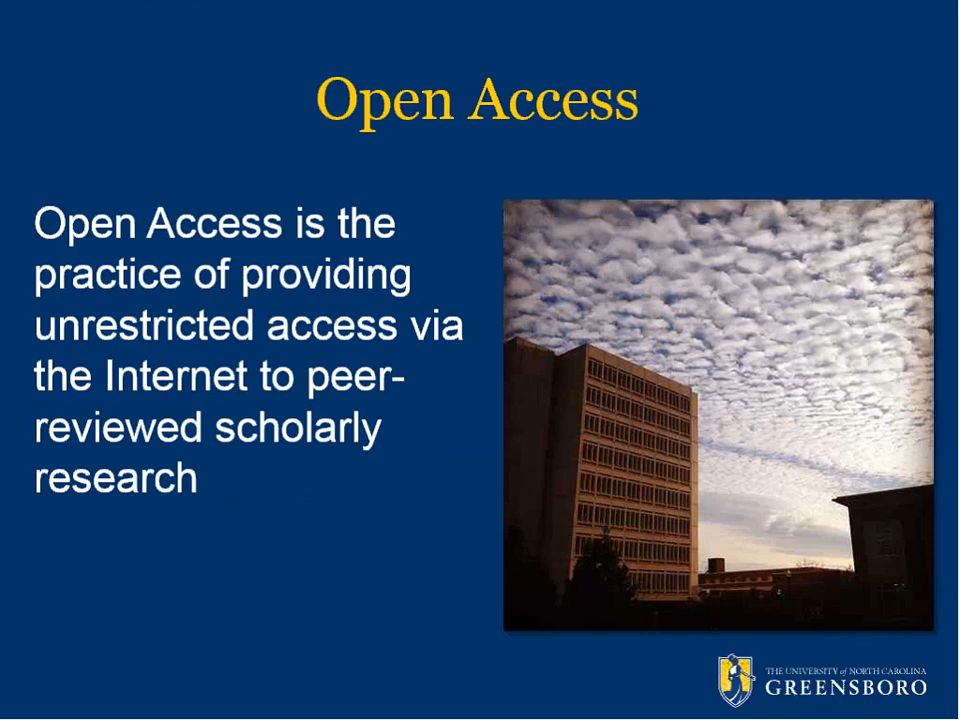 Open Access
Open Access is the
practice of providing
unrestricted access via
the Internet to peer-
reviewed scholarly
research
THE UNIVERSITY of NORTH CAROLINA
GREENSBORO